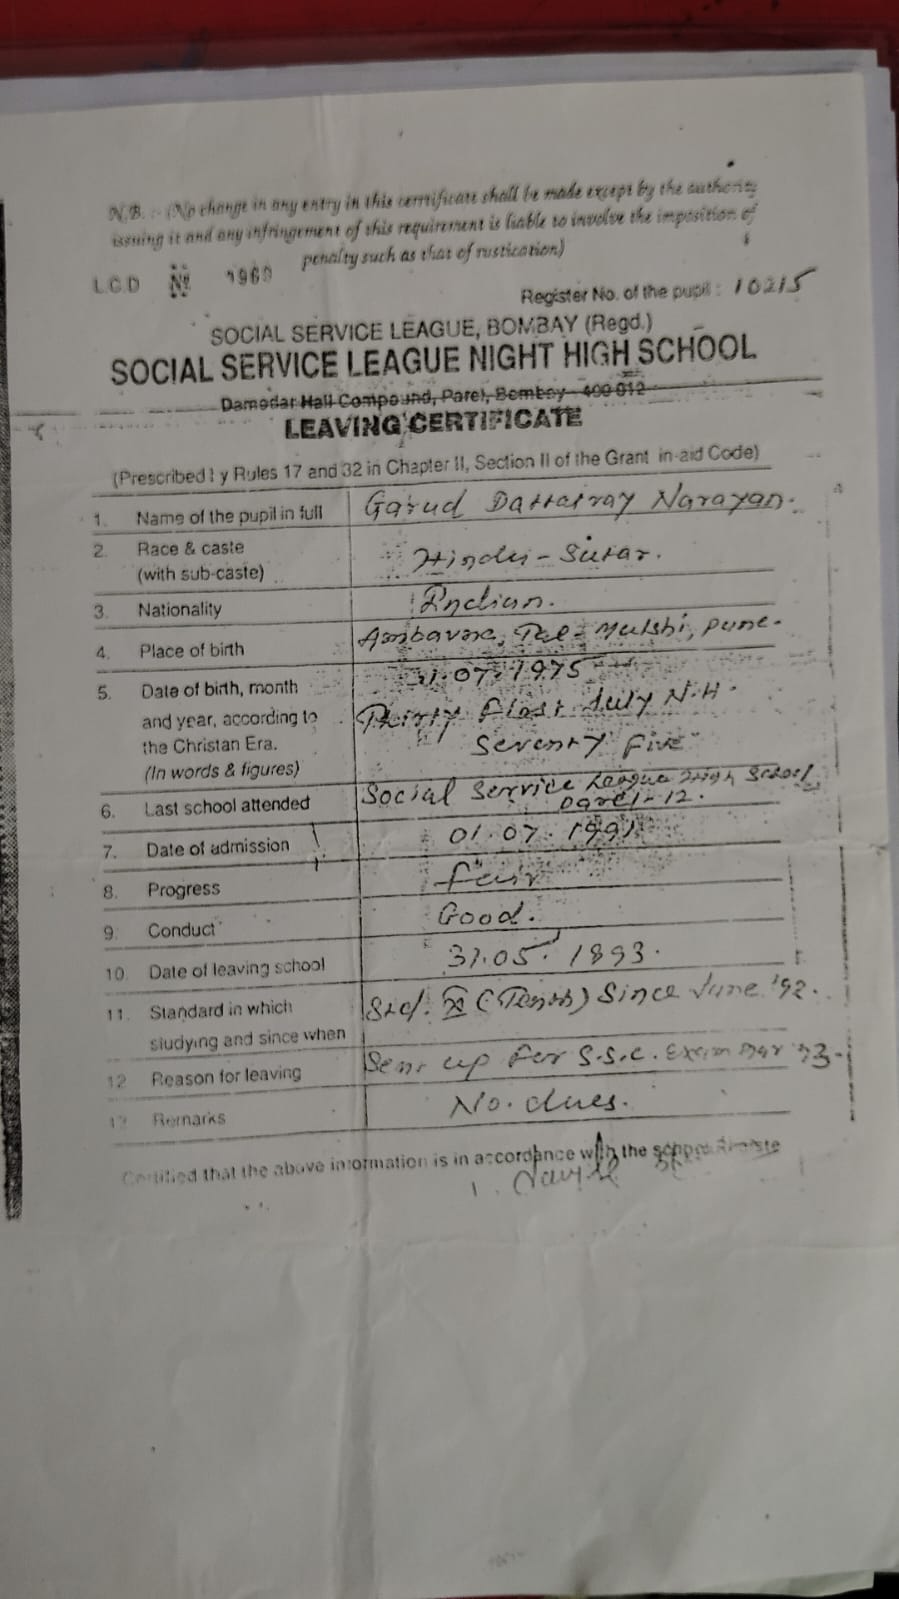 N.B. :- (No change in any entry in this cerrtificate shall be made except by the authority
issuing it and any infringement of this requirement is liable to involve the imposition of
penalty such as that of rustication)
L.C.D No 1969
Register No. of the pupil : 10215
SOCIAL SERVICE LEAGUE, BOMBAY (Regd.)
SOCIAL SERVICE LEAGUE NIGHT HIGH SCHOOL
Damodar Hall Compound, Parel, Bombay - 400 012
LEAVING CERTIFICATE
(Prescribed by Rules 17 and 32 in Chapter II, Section II of the Grant in-aid Code)
1. Name of the pupil in full Garud Dattatray Narayan.
2. Race & caste
(with sub-caste) Hindu - Sutar.
3. Nationality Indian.
4. Place of birth Ambavne, Tal - Mulshi, Pune.
5. Date of birth, month 31.07.1975
and year, according to Thirty First July N.H.
the Christan Era. Seventy Five
(In words & figures)
6. Last school attended Social Service League High School,
Parel-12.
7. Date of admission 01.07.1991
8. Progress fair
9. Conduct Good.
10. Date of leaving school 31.05.1993.
11. Standard in which Std. X (Tenth) Since June '92.
studying and since when
12 Reason for leaving Sent up for S.S.C. Exam Mar '93.
13 Remarks No. dues.
Certified that the above information is in accordance with the school